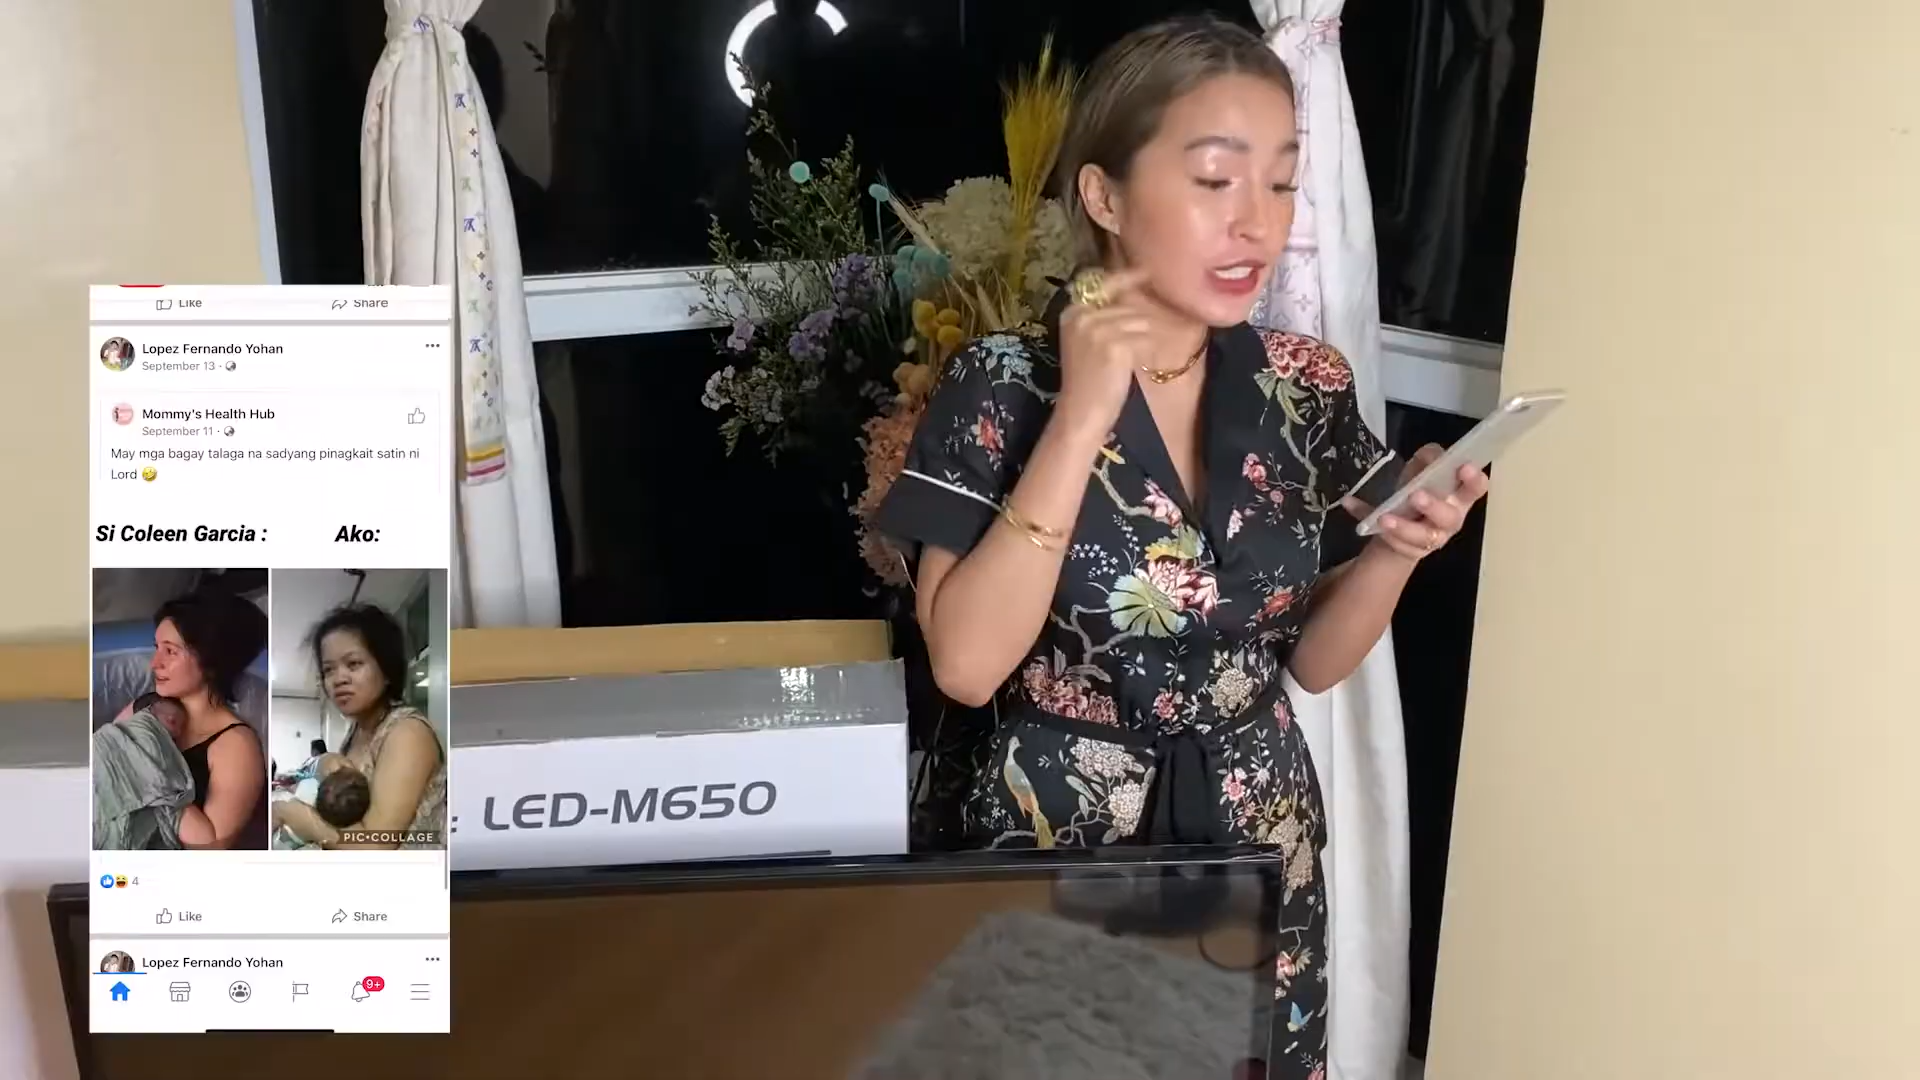 Like
Share
Lopez Fernando Yohan
September 13 ·
Mommy's Health Hub
September 11 ·
May mga bagay talaga na sadyang pinagkait satin ni
Lord 🤣
Si Coleen Garcia :
Ako:
PIC•COLLAGE
4
Like
Share
Lopez Fernando Yohan
9+
: LED-M650